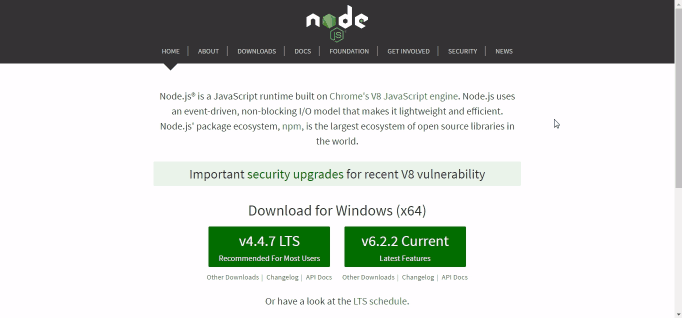 node
JS
HOME | ABOUT | DOWNLOADS | DOCS | FOUNDATION | GET INVOLVED | SECURITY | NEWS
Node.js® is a JavaScript runtime built on Chrome's V8 JavaScript engine. Node.js uses
an event-driven, non-blocking I/O model that makes it lightweight and efficient.
Node.js' package ecosystem, npm, is the largest ecosystem of open source libraries in
the world.
Important security upgrades for recent V8 vulnerability
Download for Windows (x64)
v4.4.7 LTS
Recommended For Most Users
v6.2.2 Current
Latest Features
Other Downloads | Changelog | API Docs
Other Downloads | Changelog | API Docs
Or have a look at the LTS schedule.